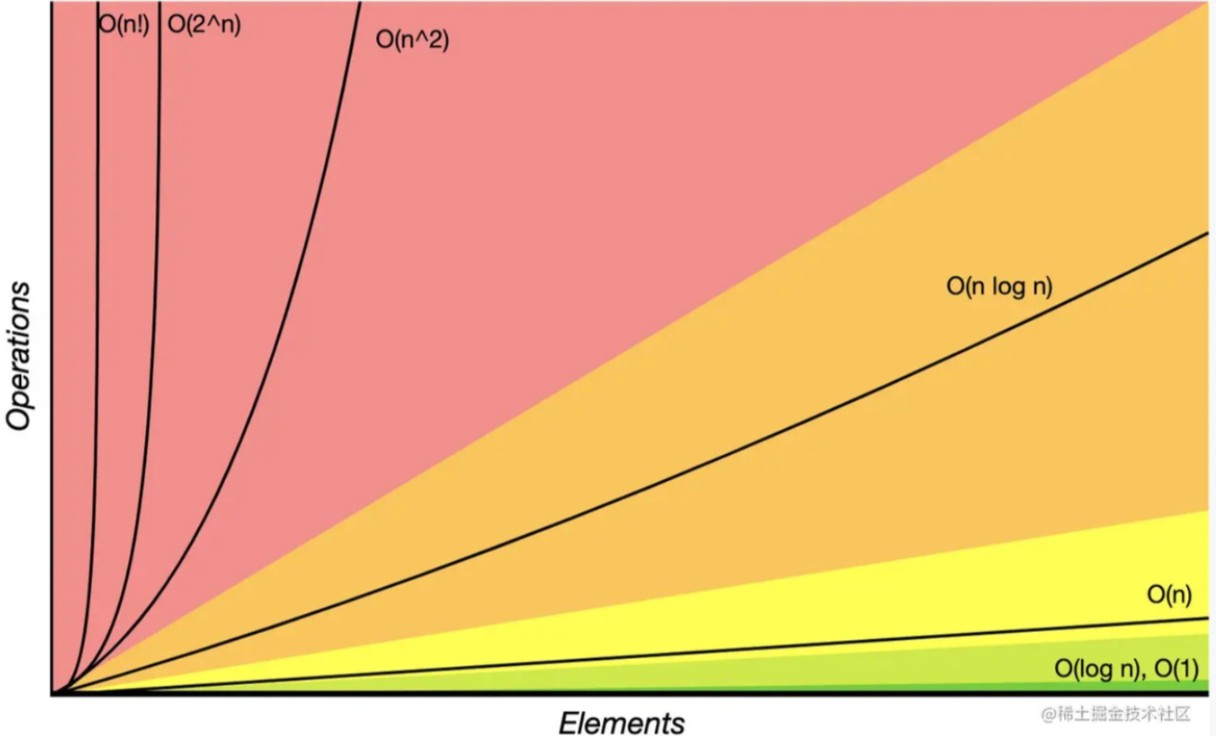 O(n!) O(2^n)
O(n^2)
O(n log n)
Operations
O(n)
O(log n), O(1)
Elements
@稀土掘金技术社区